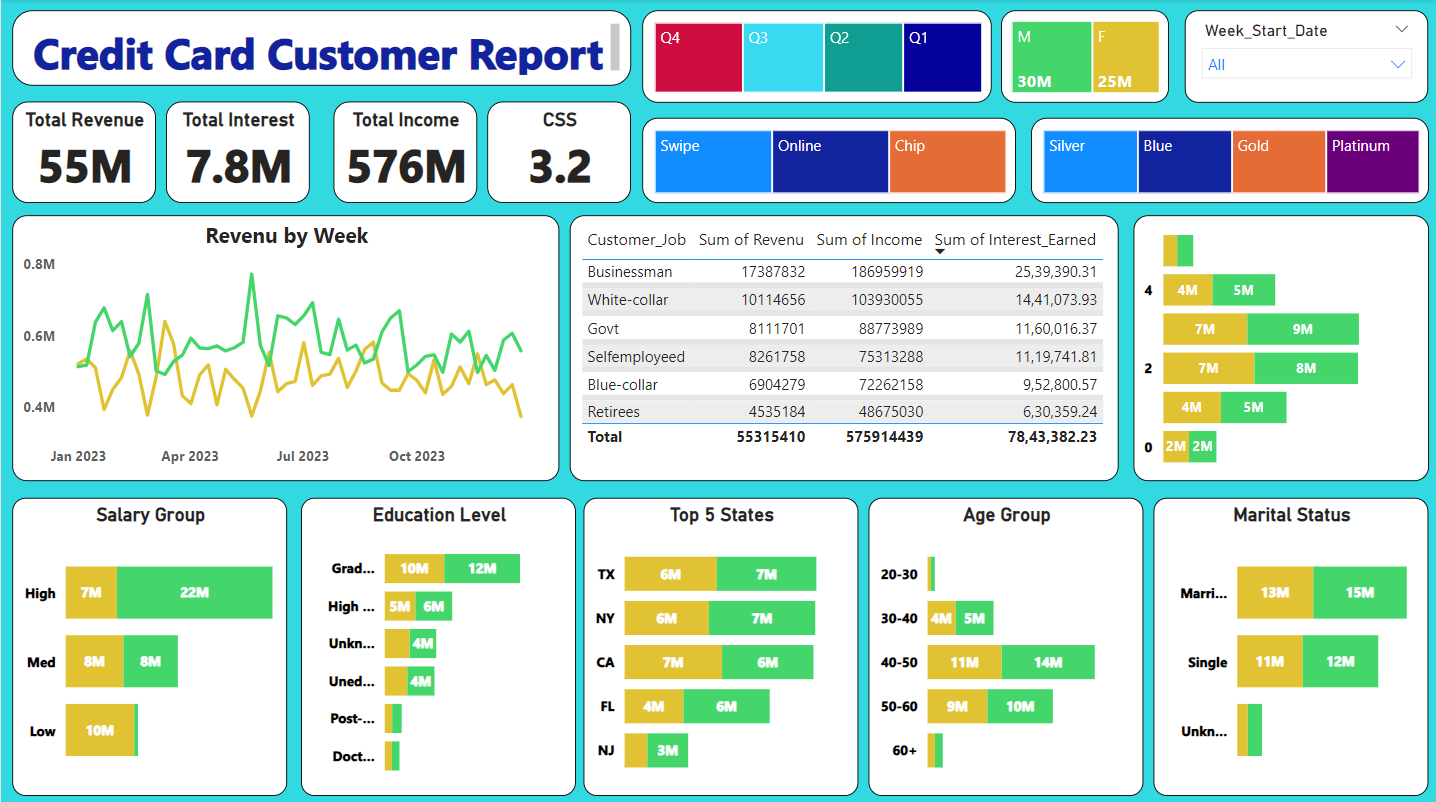 Credit Card Customer Report
Q4 Q3 Q2 Q1
M F
30M 25M
Week_Start_Date
All
Total Revenue Total Interest Total Income CSS
55M 7.8M 576M 3.2
Swipe Online Chip
Silver Blue Gold Platinum
Revenu by Week
0.8M
0.6M
0.4M
Jan 2023 Apr 2023 Jul 2023 Oct 2023
Customer_Job Sum of Revenu Sum of Income Sum of Interest_Earned
Businessman 17387832 186959919 25,39,390.31
White-collar 10114656 103930055 14,41,073.93
Govt 8111701 88773989 11,60,016.37
Selfemployeed 8261758 75313288 11,19,741.81
Blue-collar 6904279 72262158 9,52,800.57
Retirees 4535184 48675030 6,30,359.24
Total 55315410 575914439 78,43,382.23
4 4M 5M
7M 9M
2 7M 8M
4M 5M
0 2M 2M
Salary Group
High 7M 22M
Med 8M 8M
Low 10M
Education Level
Grad... 10M 12M
High ... 5M 6M
Unkn... 4M
Uned... 4M
Post-...
Doct...
Top 5 States
TX 6M 7M
NY 6M 7M
CA 7M 6M
FL 4M 6M
NJ 3M
Age Group
20-30
30-40 4M 5M
40-50 11M 14M
50-60 9M 10M
60+
Marital Status
Marri... 13M 15M
Single 11M 12M
Unkn...